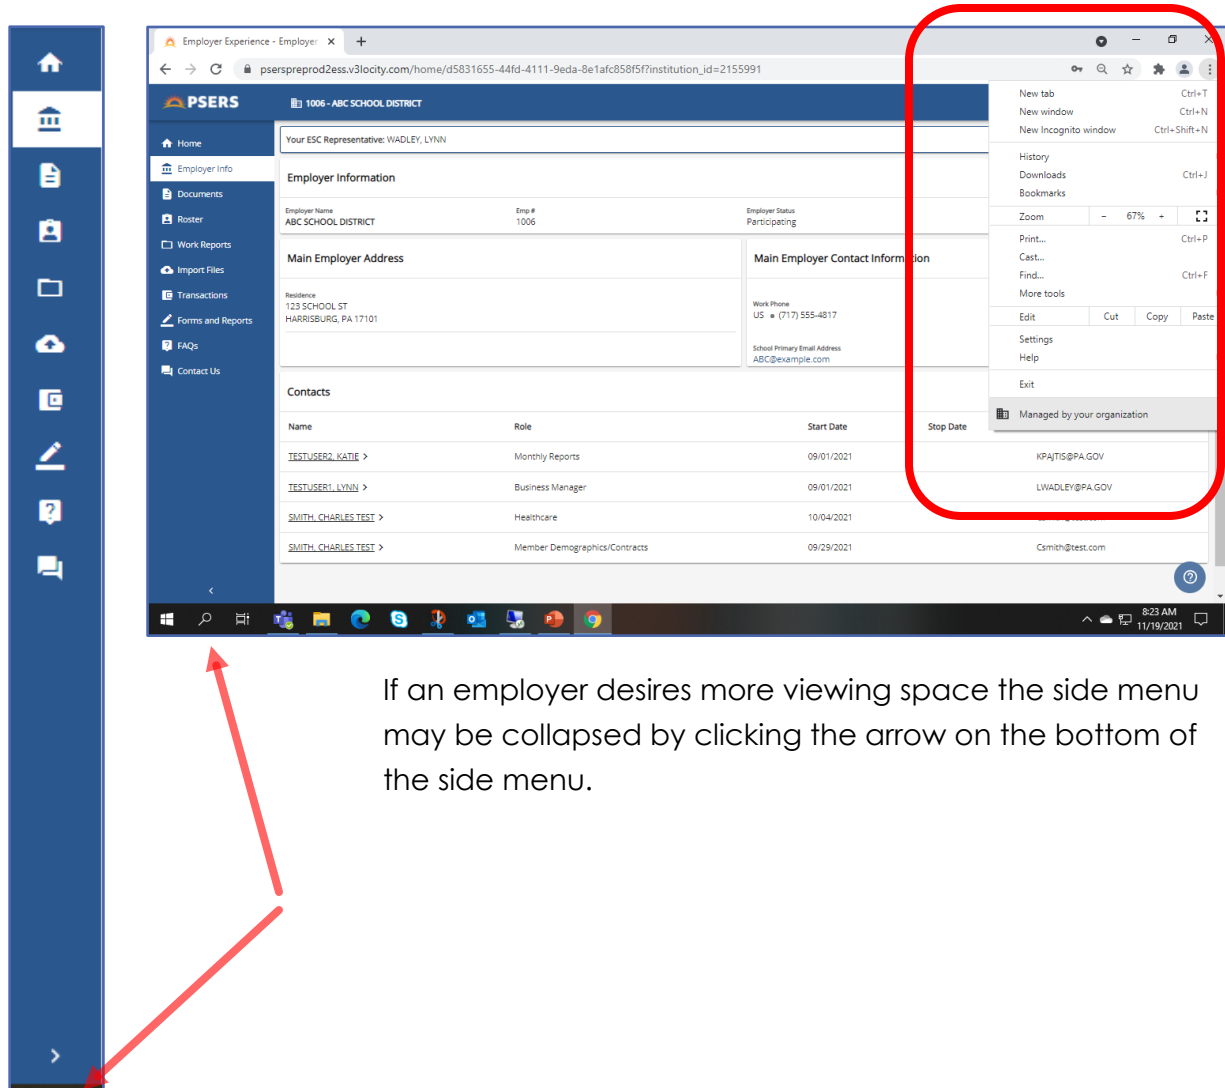 Employer Experience - Employer
pserspreprod2ess.v3locity.com/home/d5831655-44fd-4111-9eda-8e1afc858f5f?institution_id=2155991
PSERS
1006 - ABC SCHOOL DISTRICT
Home
Employer Info
Documents
Roster
Work Reports
Import Files
Transactions
Forms and Reports
FAQs
Contact Us
Your ESC Representative: WADLEY, LYNN
Employer Information
Employer Name Emp # Employer Status
ABC SCHOOL DISTRICT 1006 Participating
Main Employer Address
Residence
123 SCHOOL ST
HARRISBURG, PA 17101
Main Employer Contact Information
Work Phone
US (717) 555-4817
School Primary Email Address
ABC@example.com
Contacts
Name Role Start Date Stop Date
TESTUSER2, KATIE > Monthly Reports 09/01/2021 KPAJTIS@PA.GOV
TESTUSER1, LYNN > Business Manager 09/01/2021 LWADLEY@PA.GOV
SMITH, CHARLES TEST > Healthcare 10/04/2021
SMITH, CHARLES TEST > Member Demographics/Contracts 09/29/2021 Csmith@test.com
New tab Ctrl+T
New window Ctrl+N
New Incognito window Ctrl+Shift+N
History
Downloads Ctrl+J
Bookmarks
Zoom - 67% +
Print... Ctrl+P
Cast...
Find... Ctrl+F
More tools
Edit Cut Copy Paste
Settings
Help
Exit
Managed by your organization
8:23 AM
11/19/2021
If an employer desires more viewing space the side menu
may be collapsed by clicking the arrow on the bottom of
the side menu.